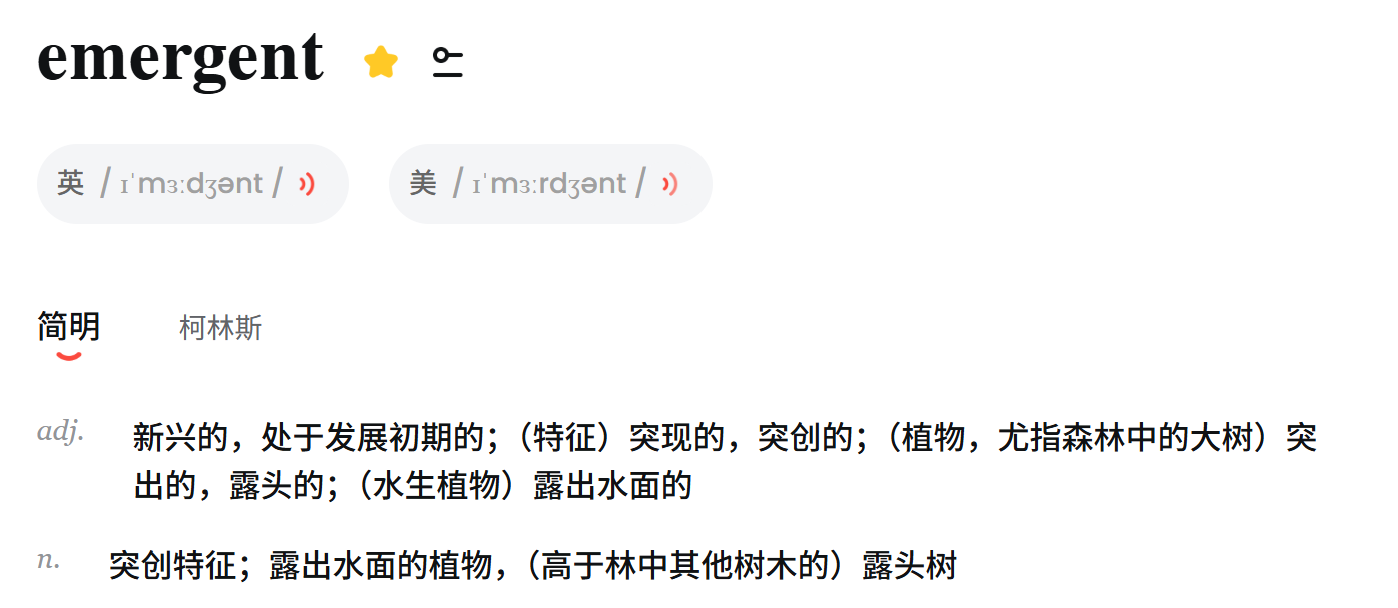 emergent
英 / ɪˈmɜːdʒənt / 美 / ɪˈmɜːrdʒənt /
简明 柯林斯
adj. 新兴的，处于发展初期的；（特征）突现的，突创的；（植物，尤指森林中的大树）突
出的，露头的；（水生植物）露出水面的
n. 突创特征；露出水面的植物，（高于林中其他树木的）露头树